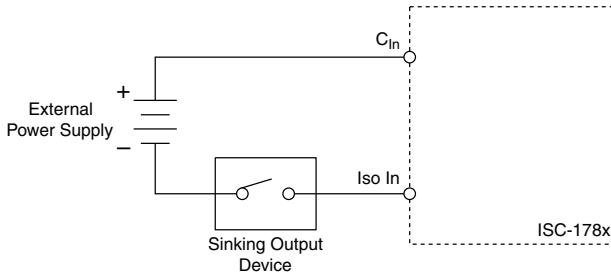 C_In
+
External
Power Supply
–
Iso In
ISC-178x
Sinking Output
Device